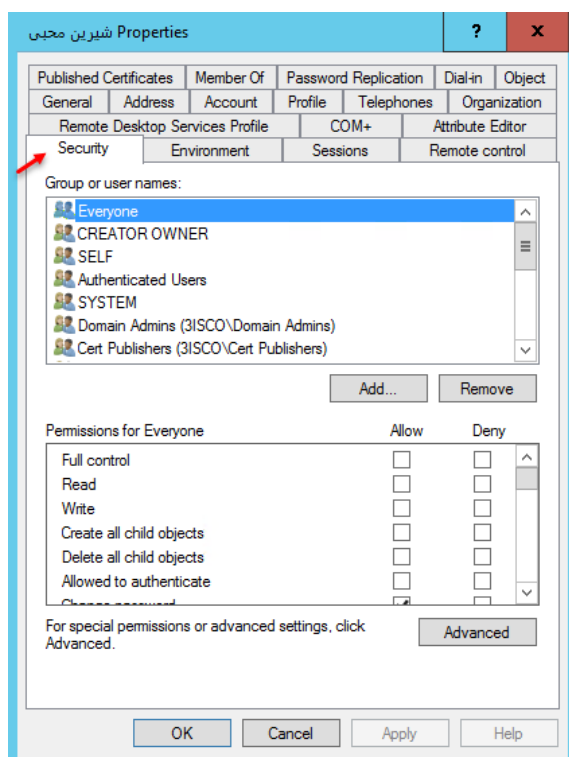 شیرین محبی Properties
? x
Published Certificates Member Of Password Replication Dial-in Object
General Address Account Profile Telephones Organization
Remote Desktop Services Profile COM+ Attribute Editor
Security Environment Sessions Remote control
Group or user names:
Everyone
CREATOR OWNER
SELF
Authenticated Users
SYSTEM
Domain Admins (3ISCO\Domain Admins)
Cert Publishers (3ISCO\Cert Publishers)
Add... Remove
Permissions for Everyone Allow Deny
Full control
Read
Write
Create all child objects
Delete all child objects
Allowed to authenticate
Change password
For special permissions or advanced settings, click
Advanced.
Advanced
OK Cancel Apply Help